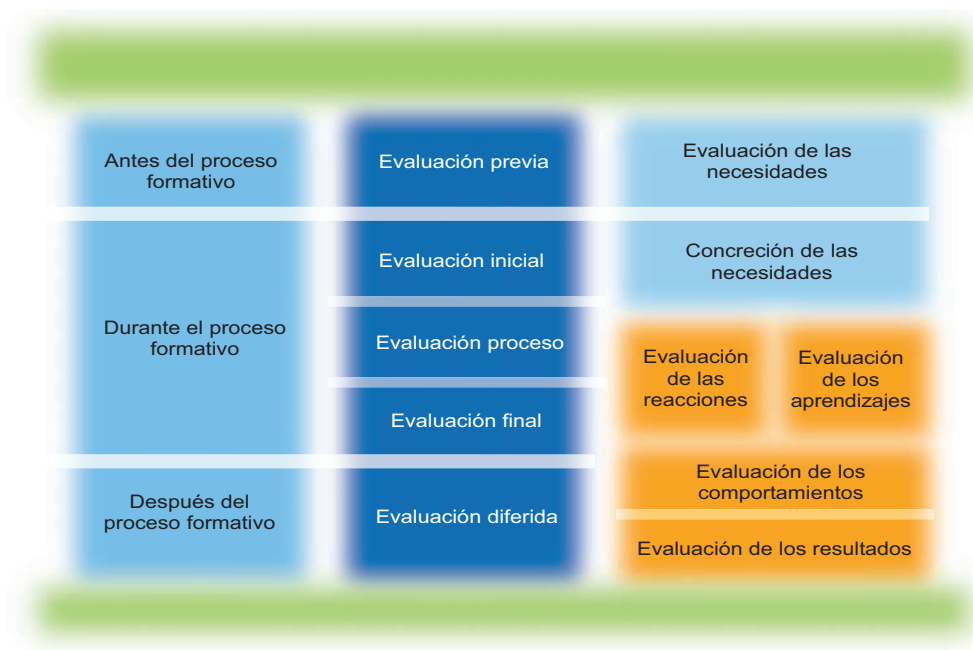 Antes del proceso
formativo
Evaluación previa
Evaluación de las
necesidades
Durante el proceso
formativo
Evaluación inicial
Concreción de las
necesidades
Evaluación proceso
Evaluación
de las
reacciones
Evaluación
de los
aprendizajes
Evaluación final
Después del
proceso formativo
Evaluación diferida
Evaluación de los
comportamientos
Evaluación de los resultados